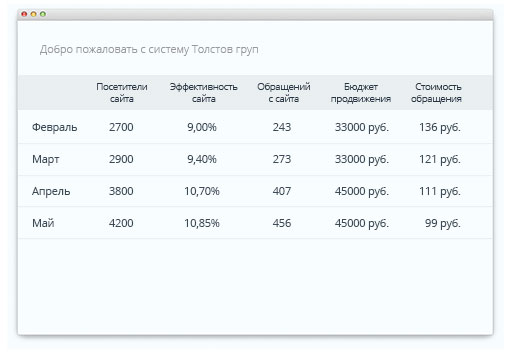 Добро пожаловать с систему Толстов груп
Посетители сайта Эффективность сайта Обращений с сайта Бюджет продвижения Стоимость обращения
Февраль 2700 9,00% 243 33000 руб. 136 руб.
Март 2900 9,40% 273 33000 руб. 121 руб.
Апрель 3800 10,70% 407 45000 руб. 111 руб.
Май 4200 10,85% 456 45000 руб. 99 руб.